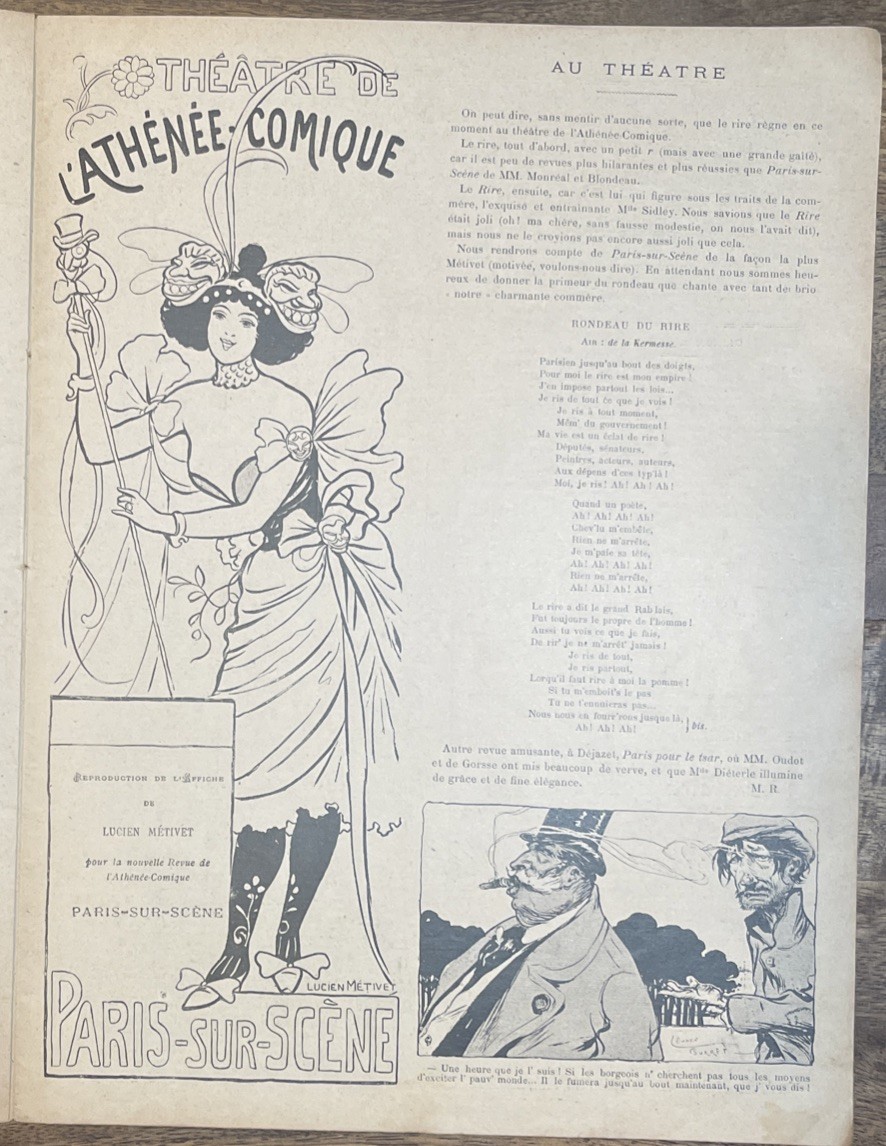 THÉÂTRE DE
L'ATHÉNÉE-COMIQUE
REPRODUCTION DE L'AFFICHE
DE
LUCIEN MÉTIVET
pour la nouvelle Revue de
l'Athénée-Comique
PARIS-SUR-SCÈNE
LUCIEN MÉTIVET
PARIS-SUR-SCÈNE
AU THÉATRE
On peut dire, sans mentir d'aucune sorte, que le rire règne en ce
moment au théâtre de l'Athénée-Comique.
Le rire, tout d'abord, avec un petit r (mais avec une grande gaîté),
car il est peu de revues plus hilarantes et plus réussies que Paris-sur-
Scène de MM. Monréal et Blondeau.
Le Rire, ensuite, car c'est lui qui figure sous les traits de la com-
mère, l'exquise et entraînante Mlle Sidley. Nous savious que le Rire
était joli (oh! ma chère, sans fausse modestie, on nous l'avait dit),
mais nous ne le croyions pas encore aussi joli que cela.
Nous rendrons compte de Paris-sur-Scène de la façon la plus
Métivet (motivée, voulons-nous dire). En attendant nous sommes heu-
reux de donner la primeur du rondeau que chante avec tant de brio
« notre » charmante commère.
RONDEAU DU RIRE
AIR : de la Kermesse.
Parisien jusqu'au bout des doigts,
Pour moi le rire est mon empire !
J'en impose partout les lois...
Je ris de tout ce que je vois !
Je ris à tout moment,
Mêm' du gouvernement !
Ma vie est un éclat de rire !
Députés, sénateurs,
Peintres, acteurs, auteurs,
Aux dépens d'ces typ'là !
Moi, je ris! Ah! Ah! Ah!
Quand un poète,
Ah! Ah! Ah! Ah!
Chev'lu m'embête,
Rien ne m'arrête,
Je m'paie sa tête,
Ah! Ah! Ah! Ah!
Rien ne m'arrête,
Ah! Ah! Ah! Ah!
Le rire a dit le grand Rablais,
Fut toujours le propre de l'homme !
Aussi tu vois ce que je fais,
De rir' je ne m'arrêt' jamais !
Je ris de tout,
Je ris partout,
Lorqu'il faut rire à moi la pomme !
Si tu m'emboît's le pas
Tu ne t'ennuieras pas...
Nous nous en fourr'rons jusque là,
Ah! Ah! Ah! } bis.
Autre revue amusante, à Déjazet, Paris pour le tsar, où MM. Oudot
et de Gorsse ont mis beaucoup de verve, et que Mlle Diéterle illumine
de grâce et de fine élégance.
M. R.
— Une heure que je l' suis ! Si les borgeois n' cherchent pas tous les moyens
d'exciter l' pauv' monde... Il le fumera jusqu'au bout maintenant, que j' vous dis !